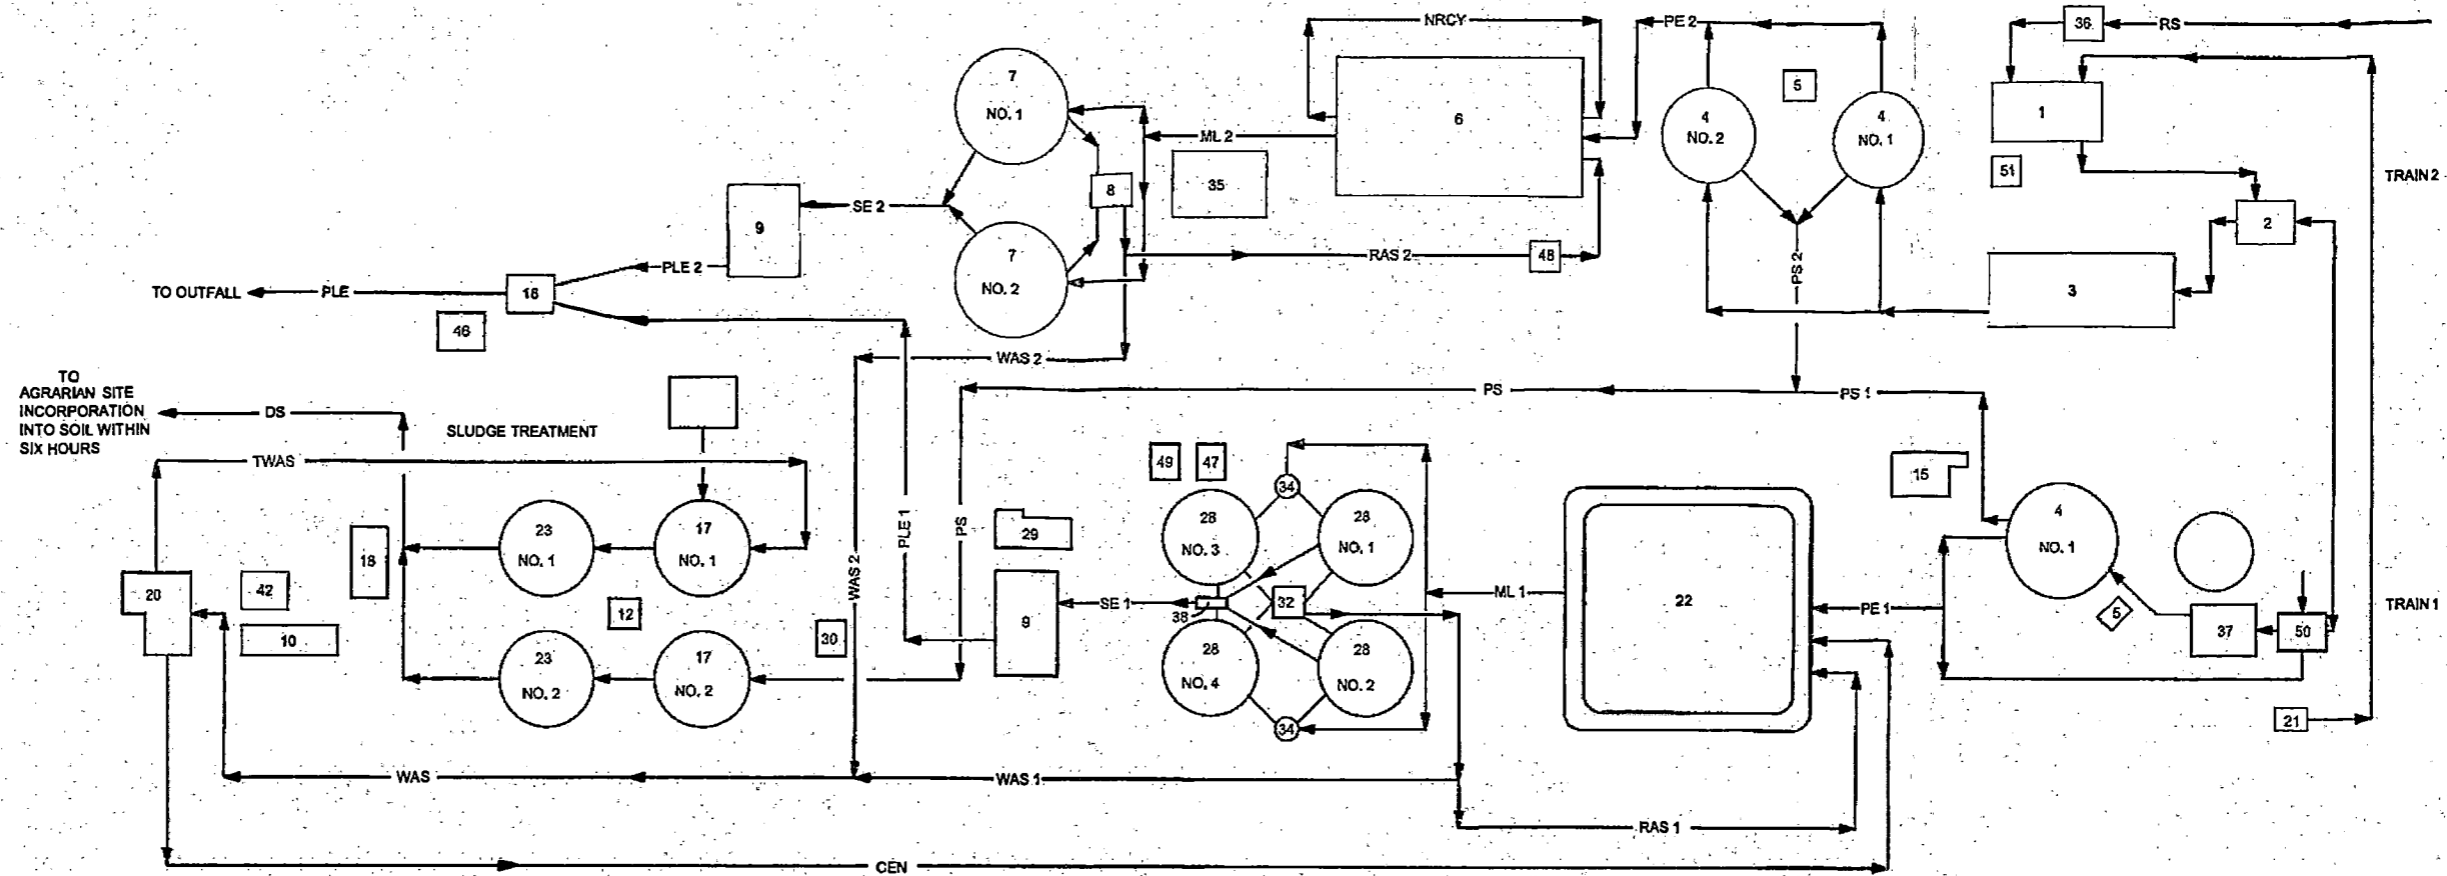 NRCY
PE 2
36
RS
7
NO. 1
6
5
4
NO. 2
4
NO. 1
1
ML 2
35
51
TRAIN 2
8
SE 2
9
2
7
NO. 2
RAS 2
48
PS 2
3
PLE 2
TO OUTFALL
PLE
16
46
WAS 2
TO
AGRARIAN SITE
INCORPORATION
INTO SOIL WITHIN
SIX HOURS
DS
PS
PS 1
SLUDGE TREATMENT
TWAS
49
47
34
15
23
NO. 1
17
NO. 1
PLE 1
PS
29
28
NO. 3
28
NO. 1
4
NO. 1
18
20
42
WAS 2
SE 1
38
32
ML 1
22
PE 1
5
37
50
TRAIN 1
12
10
30
9
23
NO. 2
17
NO. 2
28
NO. 4
28
NO. 2
34
21
WAS
WAS 1
RAS 1
CEN